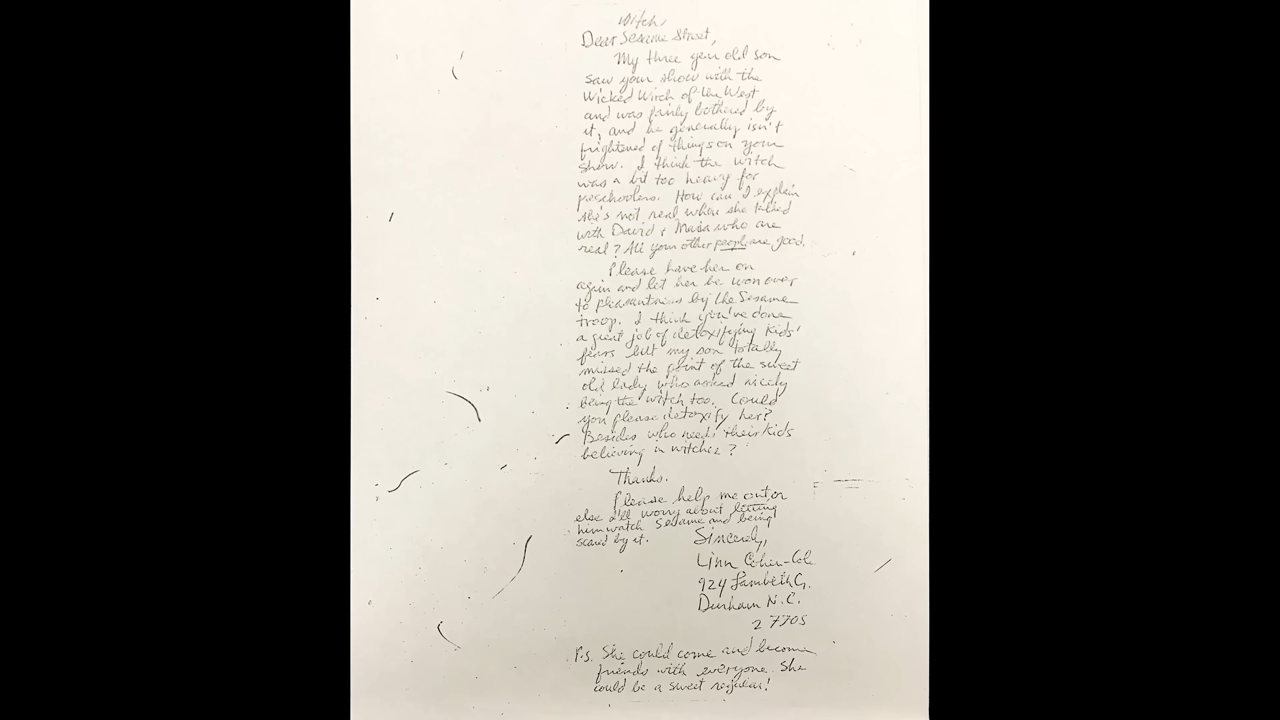 Witch,
Dear Sesame Street,
My three year old son
saw your show with the
Wicked Witch of the West
and was fairly bothered by
it, and he generally isn't
frightened of things on your
show. I think the witch
was a bit too heavy for
preschoolers. How can I explain
she's not real when she talked
with David & Maria who are
real? All your other people are good.
Please have her on
again and let her be won over
to pleasantness by the Sesame
troop. I think you've done
a great job of detoxifying kids'
fears but my son totally
missed the point of the sweet
old lady who asked nicely
being the witch too. Could
you please detoxify her?
Besides who needs their kids
believing in witches?
Thanks.
Please help me out or
else I'll worry about letting
him watch Sesame and being
scared by it.
Sincerely,
Linn Cohen-Cole
924 Lambeth C.
Durham N.C.
27705
P.S. She could come and become
friends with everyone. She
could be a sweet regular!